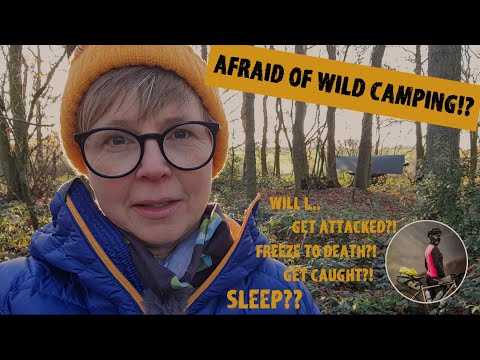 AFRAID OF WILD CAMPING!?
WILL I...
GET ATTACKED?!
FREEZE TO DEATH?!
GET CAUGHT?!
SLEEP??